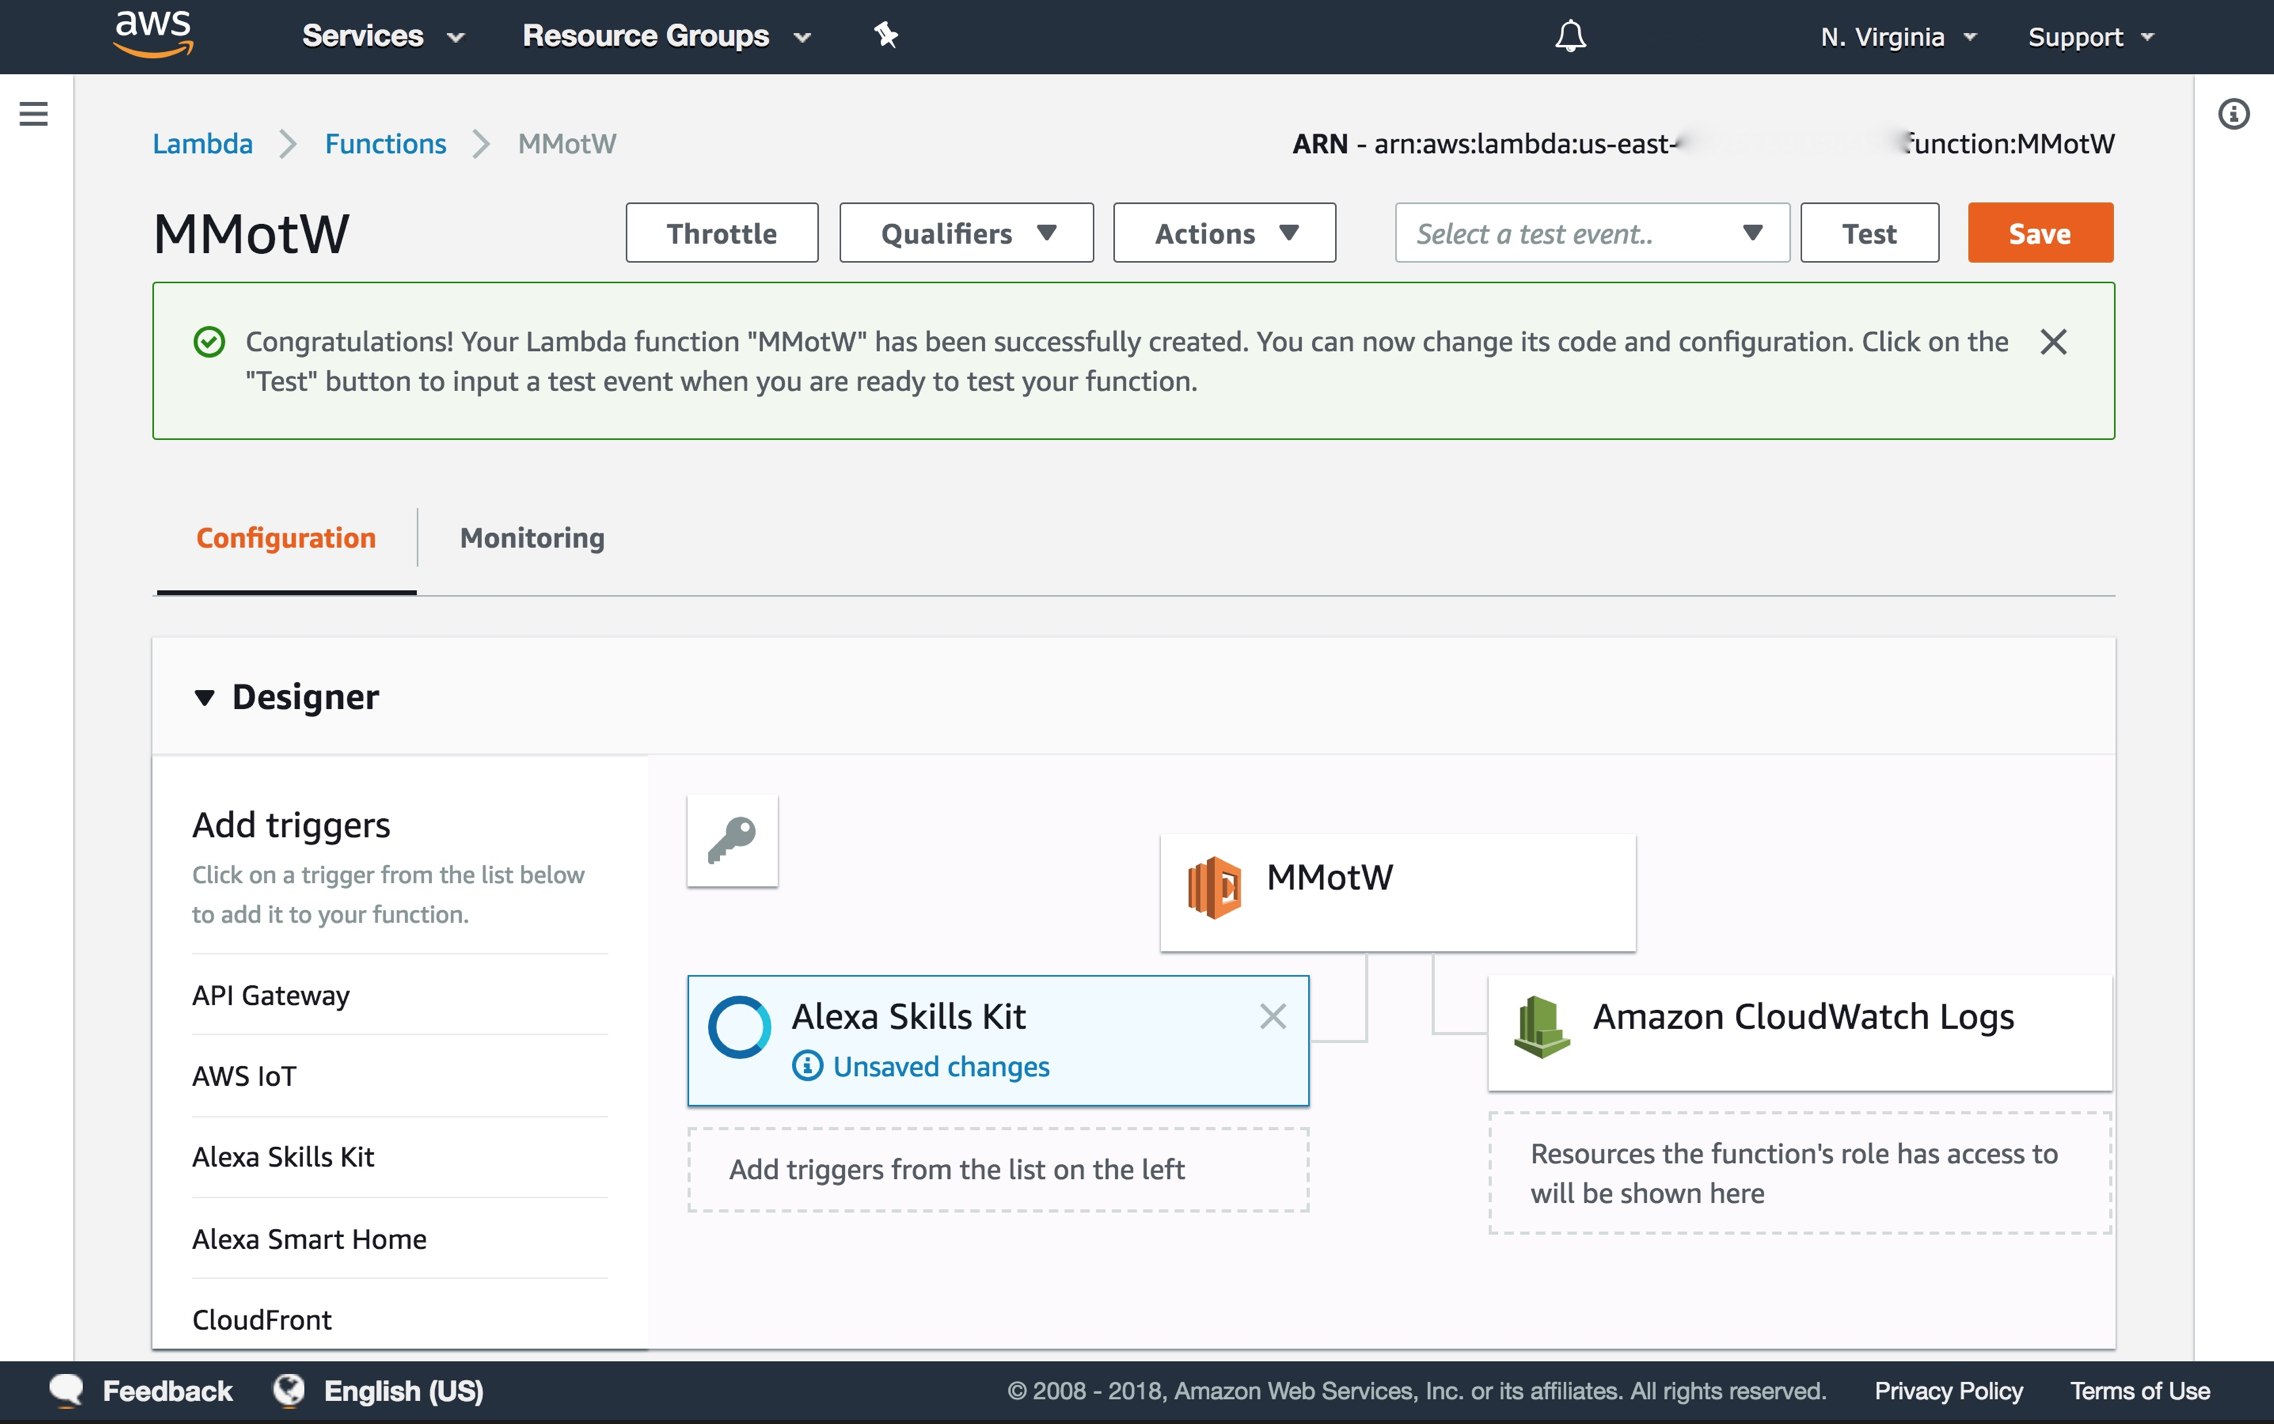 aws Services Resource Groups N. Virginia Support
Lambda Functions MMotW ARN - arn:aws:lambda:us-east- function:MMotW
MMotW Throttle Qualifiers Actions Select a test event.. Test Save
Congratulations! Your Lambda function "MMotW" has been successfully created. You can now change its code and configuration. Click on the
"Test" button to input a test event when you are ready to test your function.
Configuration Monitoring
Designer
Add triggers
Click on a trigger from the list below
to add it to your function.
API Gateway
AWS IoT
Alexa Skills Kit
Alexa Smart Home
CloudFront
MMotW
Alexa Skills Kit
Unsaved changes
Add triggers from the list on the left
Amazon CloudWatch Logs
Resources the function's role has access to
will be shown here
Feedback English (US) © 2008 - 2018, Amazon Web Services, Inc. or its affiliates. All rights reserved. Privacy Policy Terms of Use